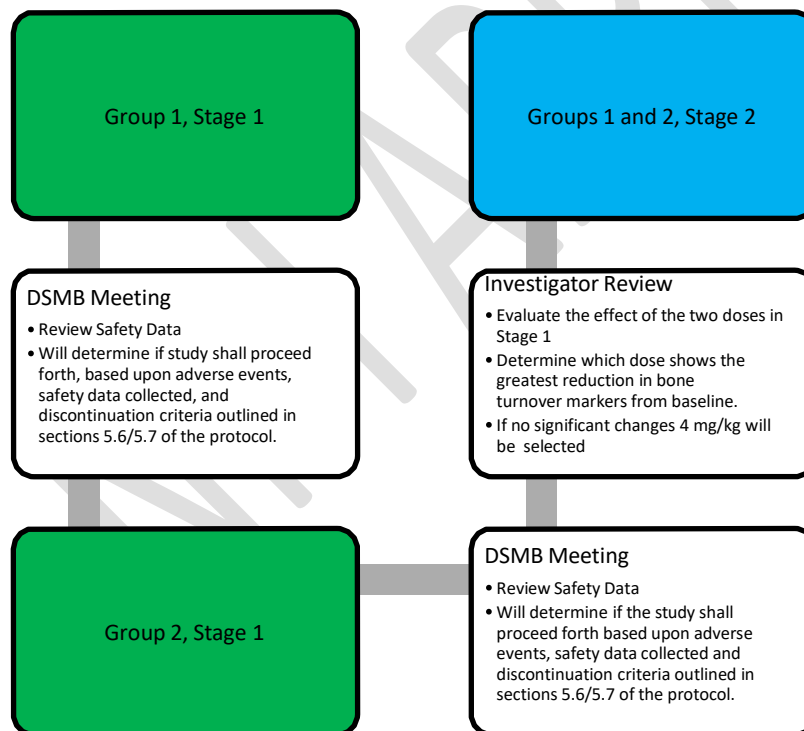 Group 1, Stage 1
DSMB Meeting
• Review Safety Data
• Will determine if study shall proceed
forth, based upon adverse events,
safety data collected, and
discontinuation criteria outlined in
sections 5.6/5.7 of the protocol.
Group 2, Stage 1
DSMB Meeting
• Review Safety Data
• Will determine if the study shall
proceed forth based upon adverse
events, safety data collected and
discontinuation criteria outlined in
sections 5.6/5.7 of the protocol.
Investigator Review
• Evaluate the effect of the two doses in
Stage 1
• Determine which dose shows the
greatest reduction in bone
turnover markers from baseline.
• If no significant changes 4 mg/kg will
be selected
Groups 1 and 2, Stage 2